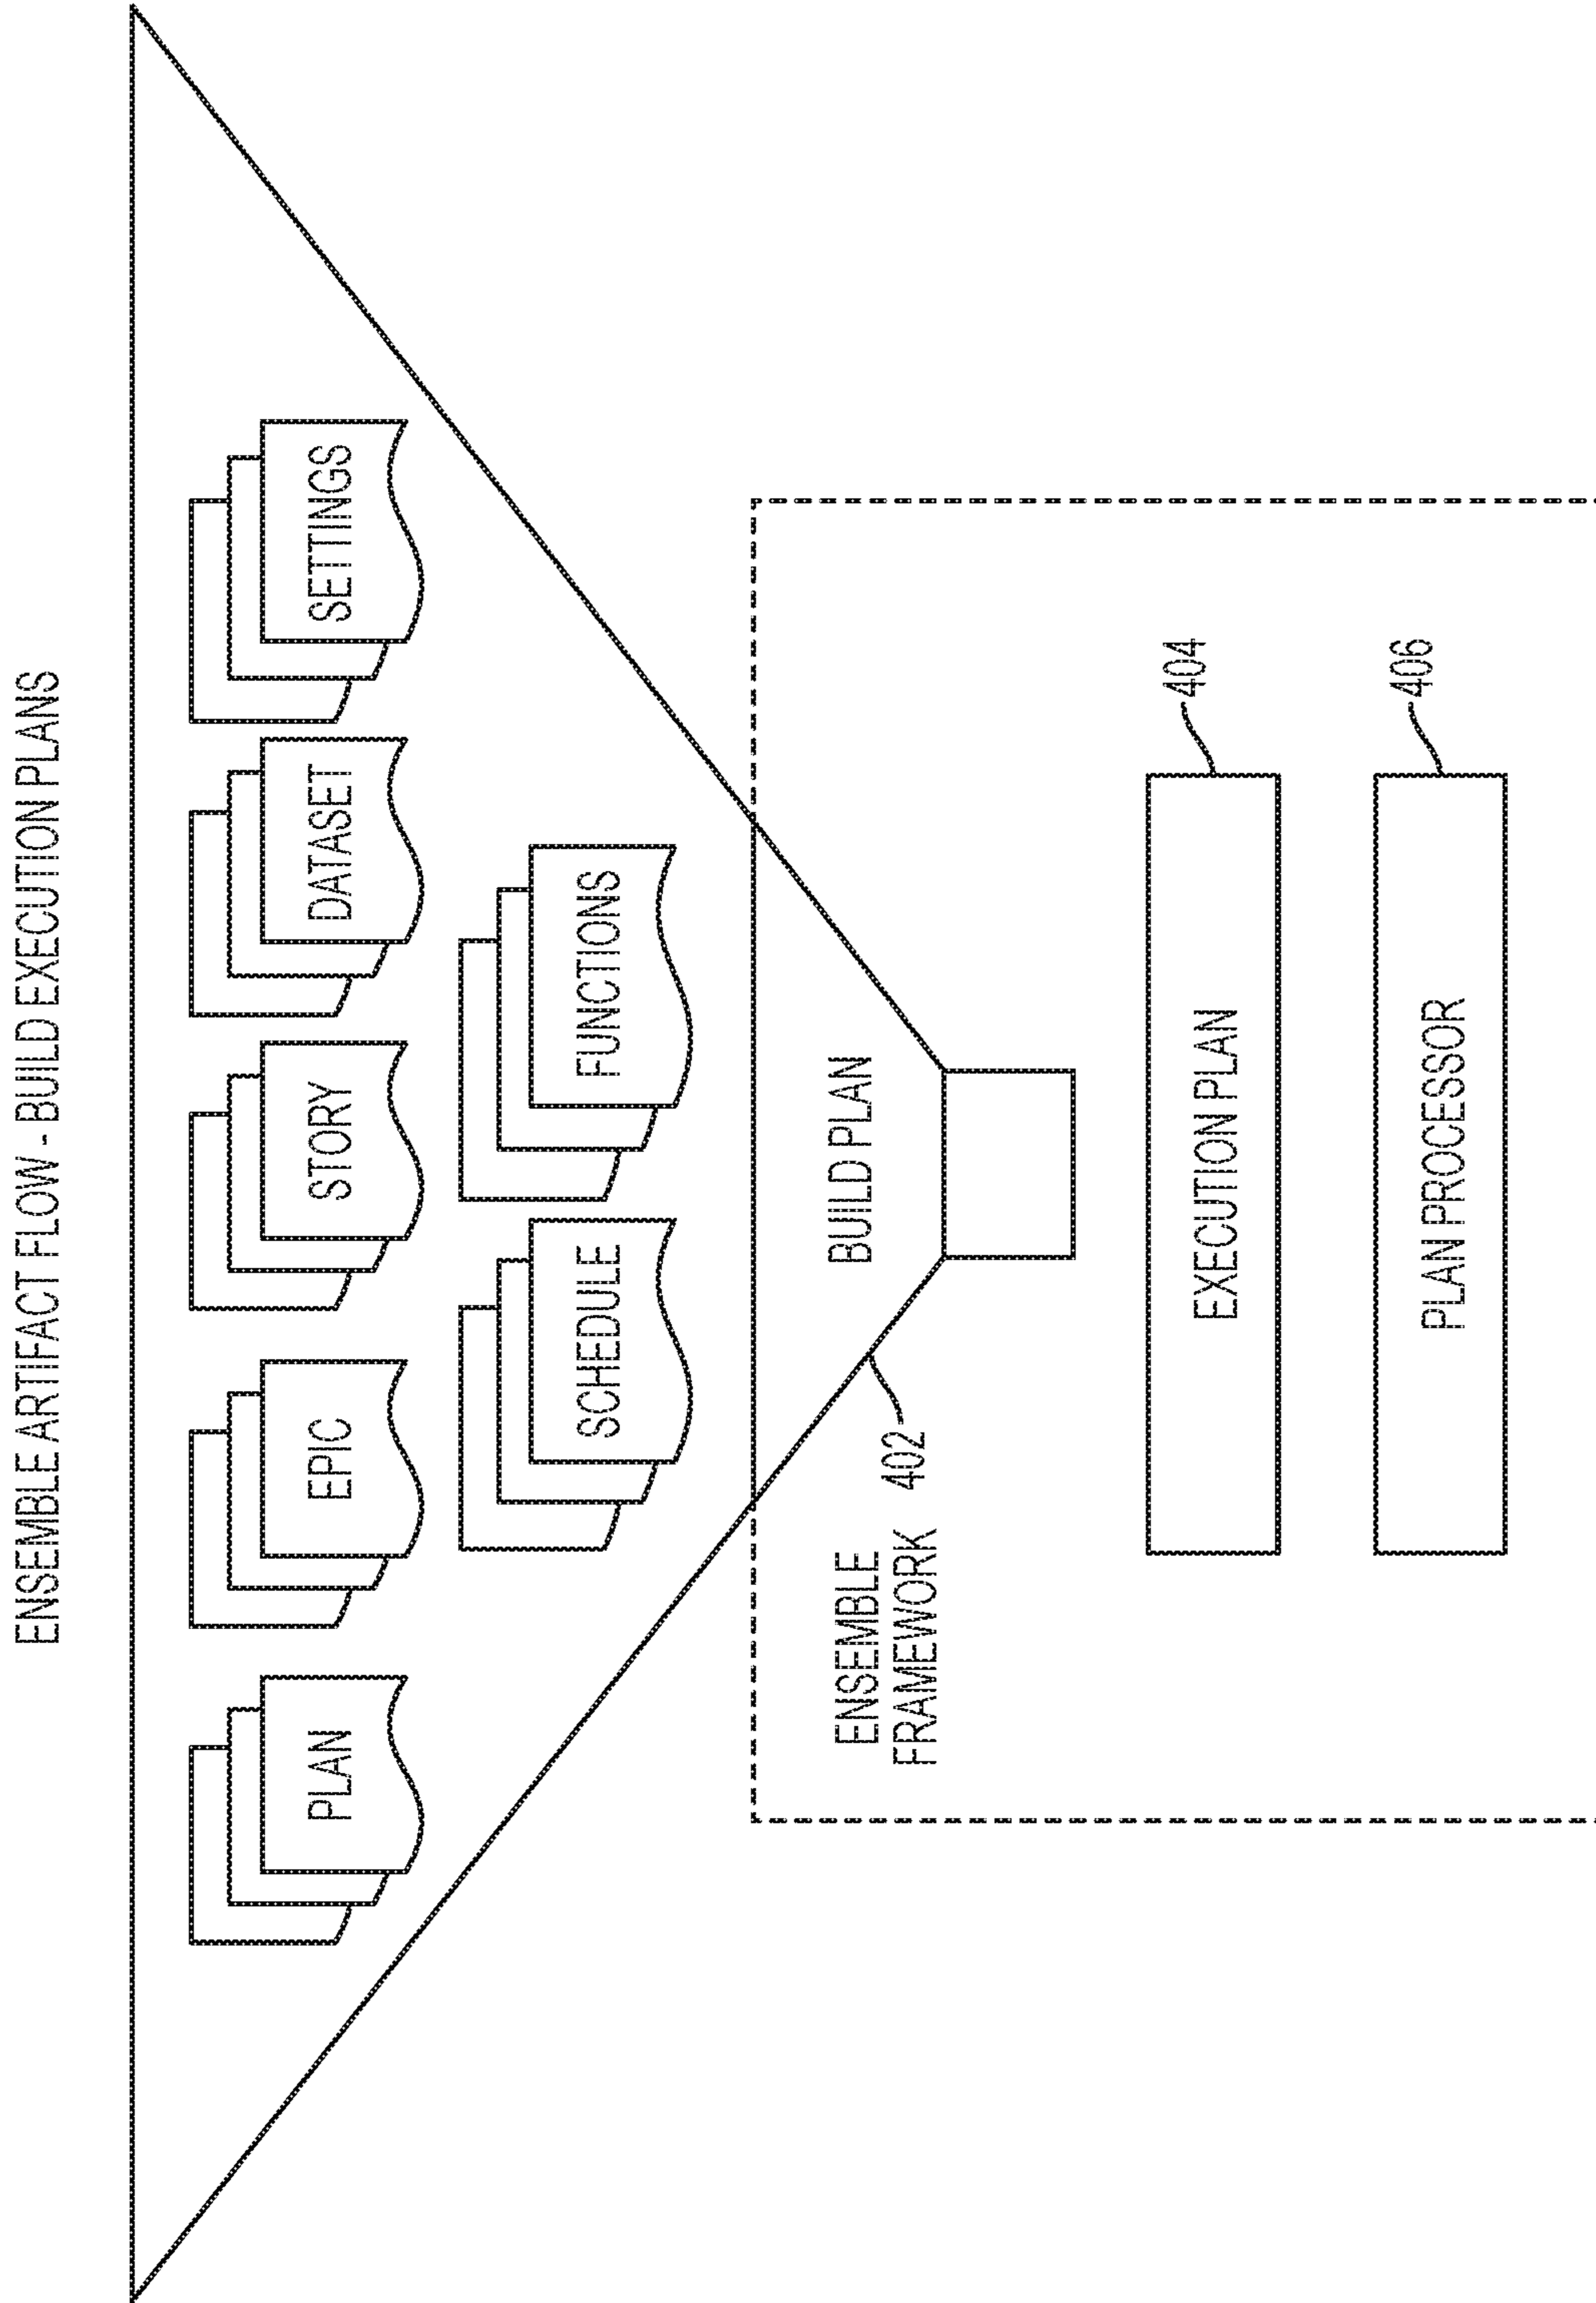 ENSEMBLE ARTIFACT FLOW - BUILD EXECUTION PLANS
PLAN
EPIC
STORY
DATASET
SETTINGS
SCHEDULE
FUNCTIONS
ENSEMBLE
FRAMEWORK
402
BUILD PLAN
EXECUTION PLAN
404
PLAN PROCESSOR
406